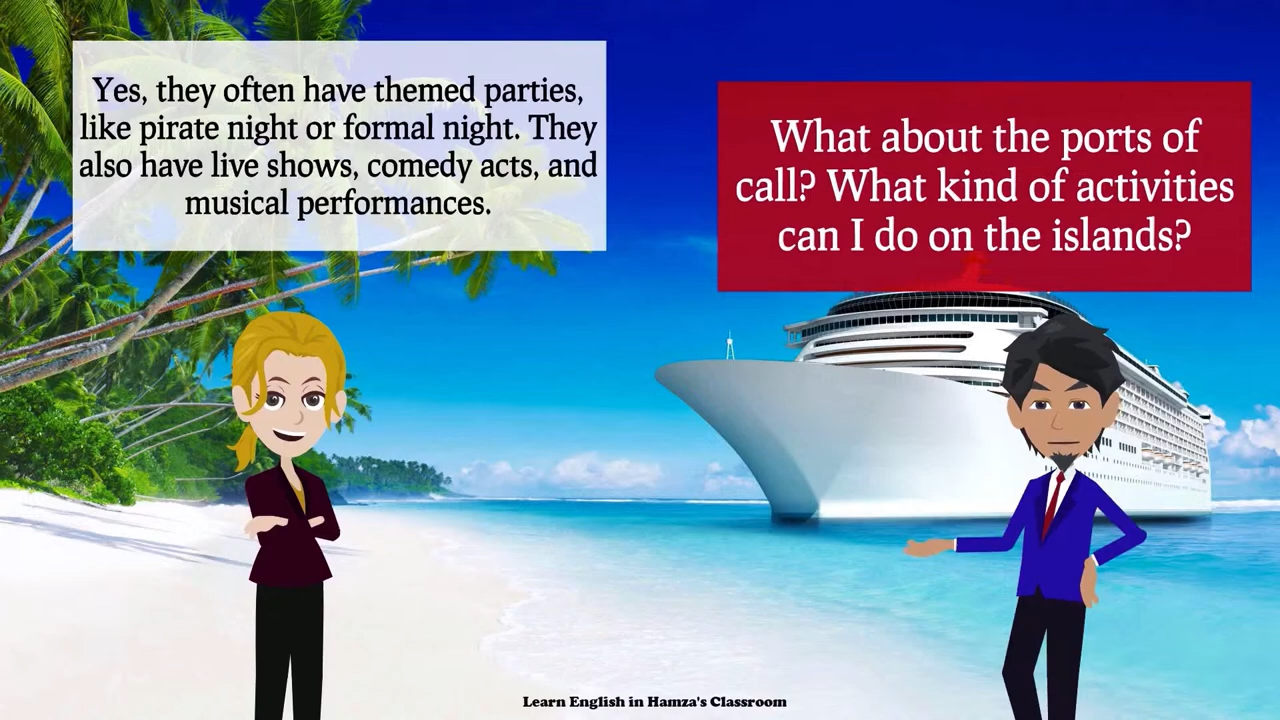 Yes, they often have themed parties,
like pirate night or formal night. They
also have live shows, comedy acts, and
musical performances.
What about the ports of
call? What kind of activities
can I do on the islands?
Learn English in Hamza's Classroom